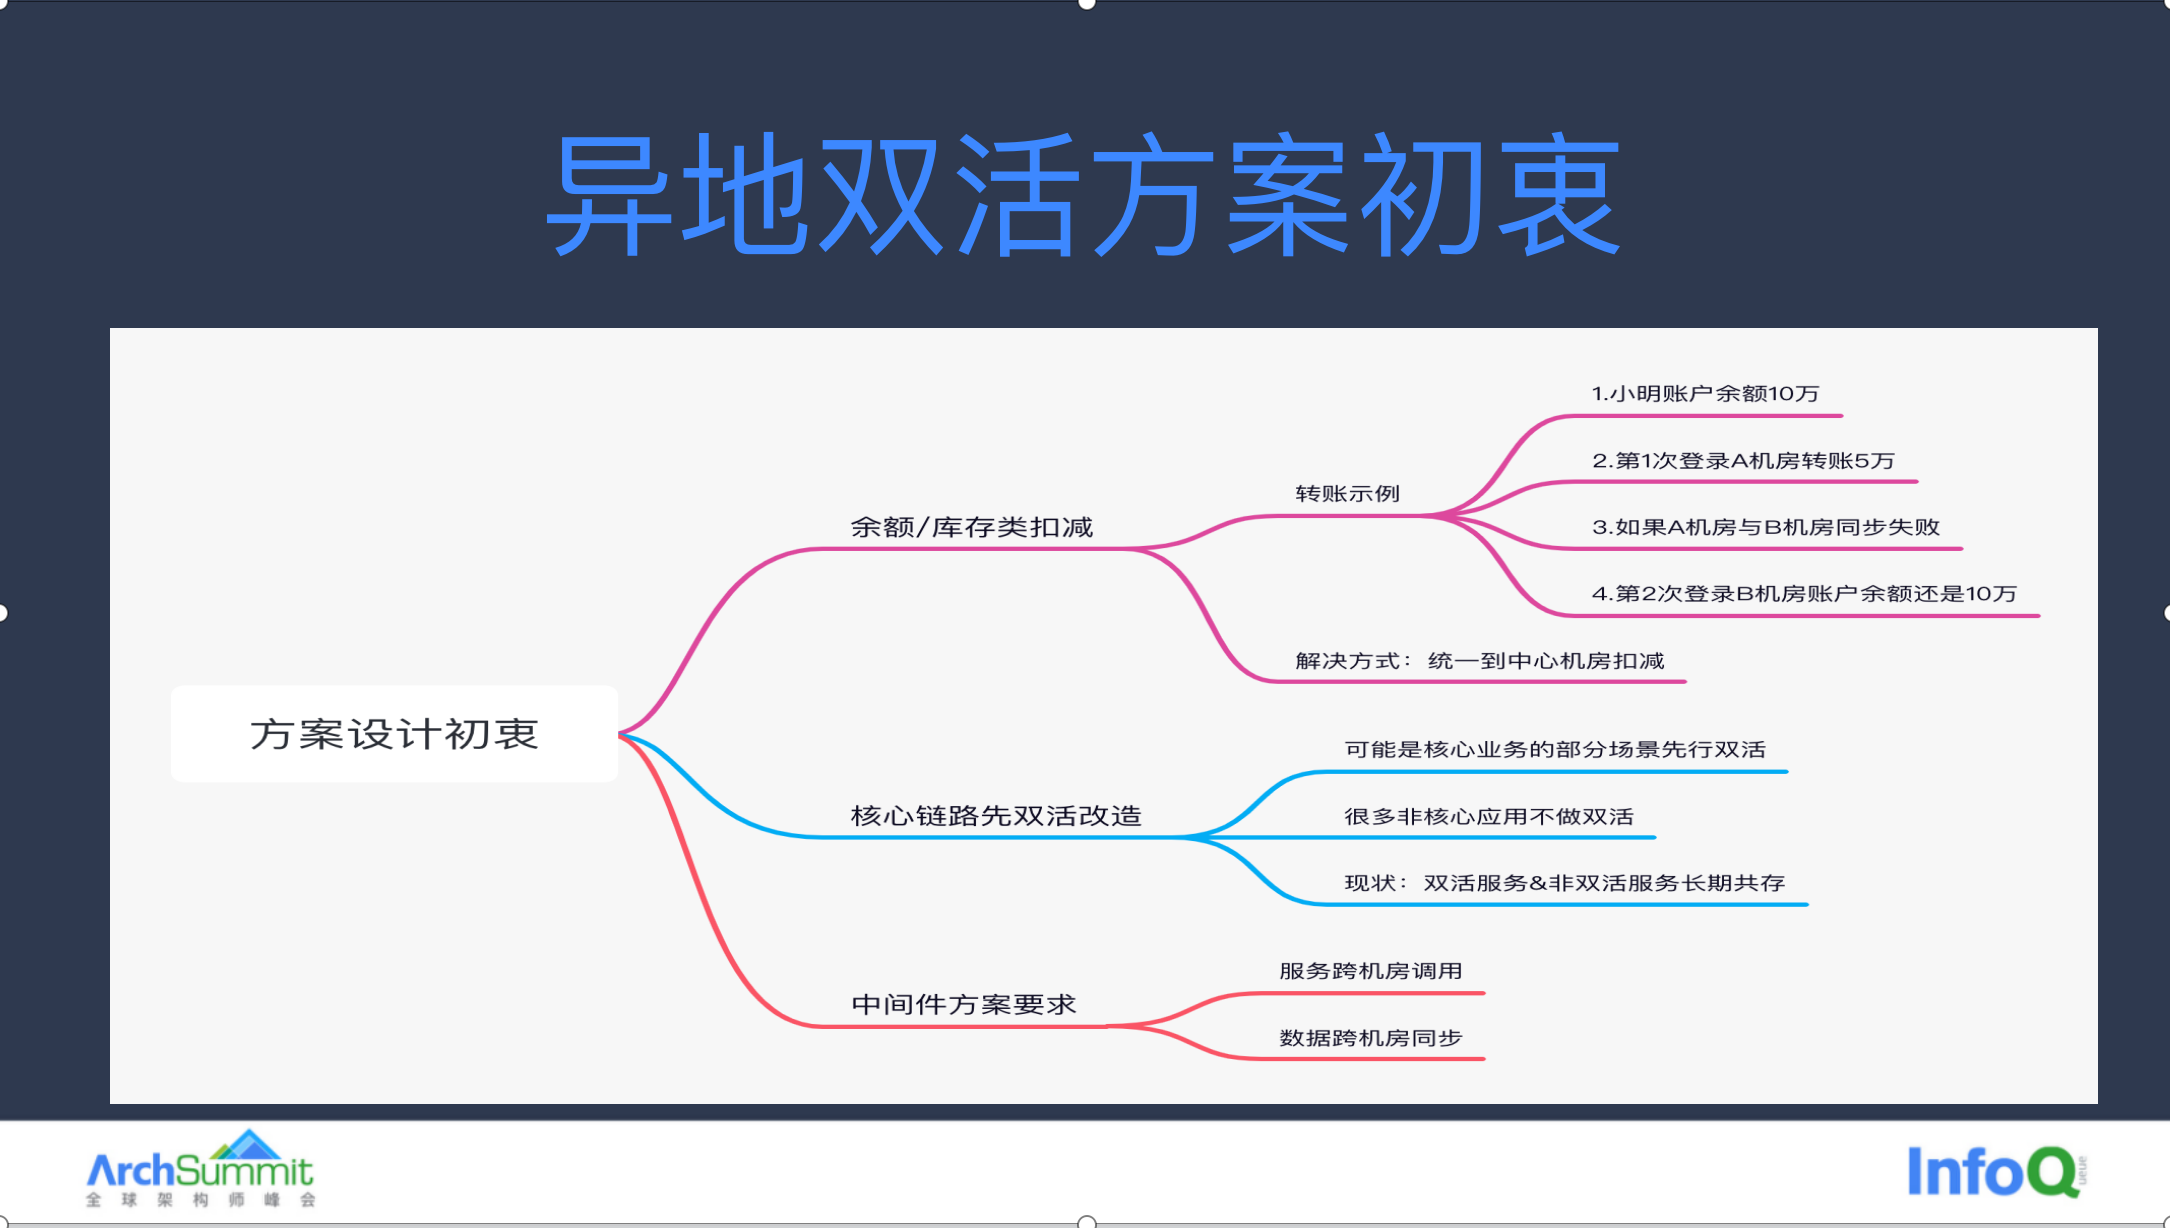 异地双活方案初衷
方案设计初衷
余额/库存类扣减
转账示例
1.小明账户余额10万
2.第1次登录A机房转账5万
3.如果A机房与B机房同步失败
4.第2次登录B机房账户余额还是10万
解决方式：统一到中心机房扣减
核心链路先双活改造
可能是核心业务的部分场景先行双活
很多非核心应用不做双活
现状：双活服务&非双活服务长期共存
中间件方案要求
服务跨机房调用
数据跨机房同步
ArchSummit
全球架构师峰会
InfoQ
ueue